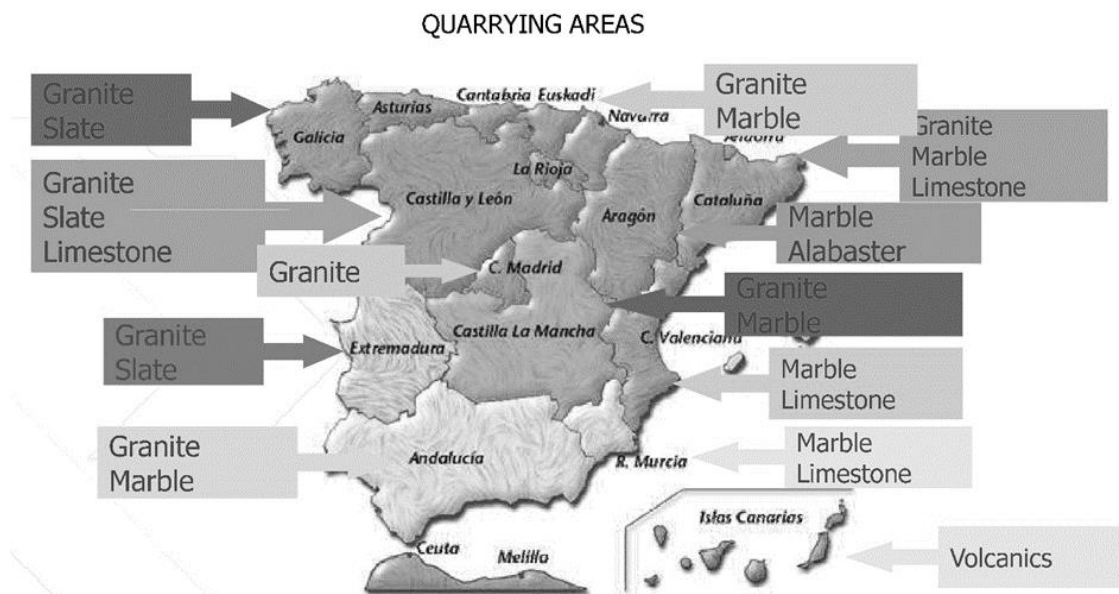 QUARRYING AREAS
Granite
Slate
Asturias
Cantabria Euskadi
Granite
Marble
Navarra
Galicia
Granite
Marble
Limestone
La Rioja
Granite
Slate
Limestone
Castilla y León
Aragón
Cataluña
Marble
Alabaster
Granite
C. Madrid
Granite
Marble
Castilla La Mancha
C. Valenciana
Granite
Slate
Extremadura
Marble
Limestone
Granite
Marble
Andalucía
R. Murcia
Marble
Limestone
Islas Canarias
Ceuta
Melilla
Volcanics